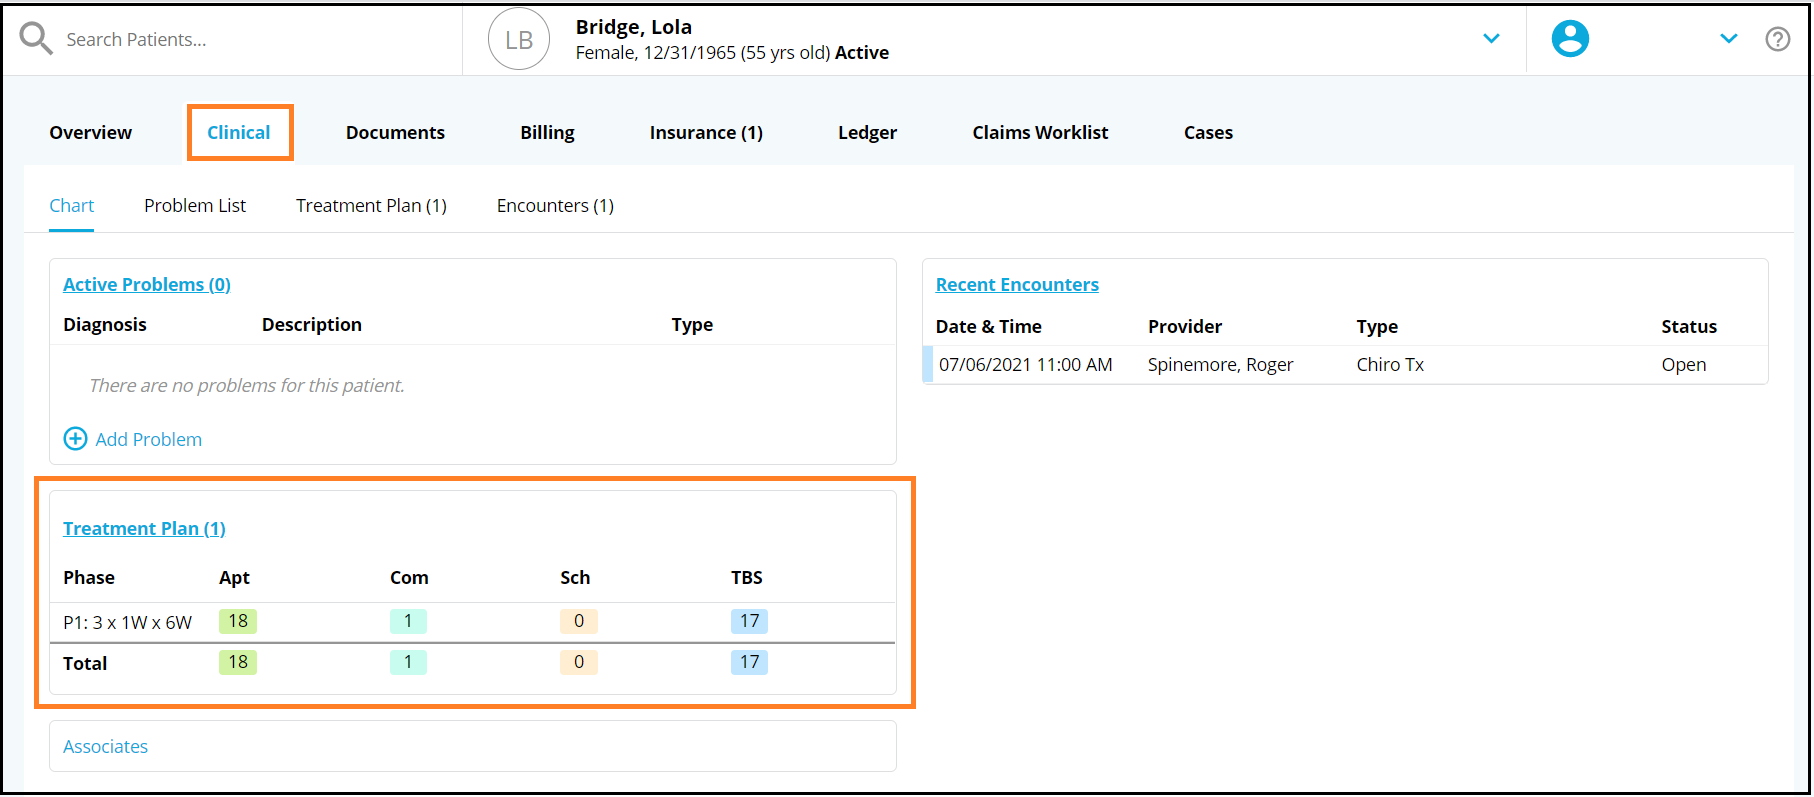 Search Patients...
LB
Bridge, Lola
Female, 12/31/1965 (55 yrs old) Active
?
Overview Clinical Documents Billing Insurance (1) Ledger Claims Worklist Cases
Chart Problem List Treatment Plan (1) Encounters (1)
Active Problems (0)
Diagnosis Description Type
There are no problems for this patient.
Add Problem
Treatment Plan (1)
Phase Apt Com Sch TBS
P1: 3 x 1W x 6W 18 1 0 17
Total 18 1 0 17
Associates
Recent Encounters
Date & Time Provider Type Status
07/06/2021 11:00 AM Spinemore, Roger Chiro Tx Open